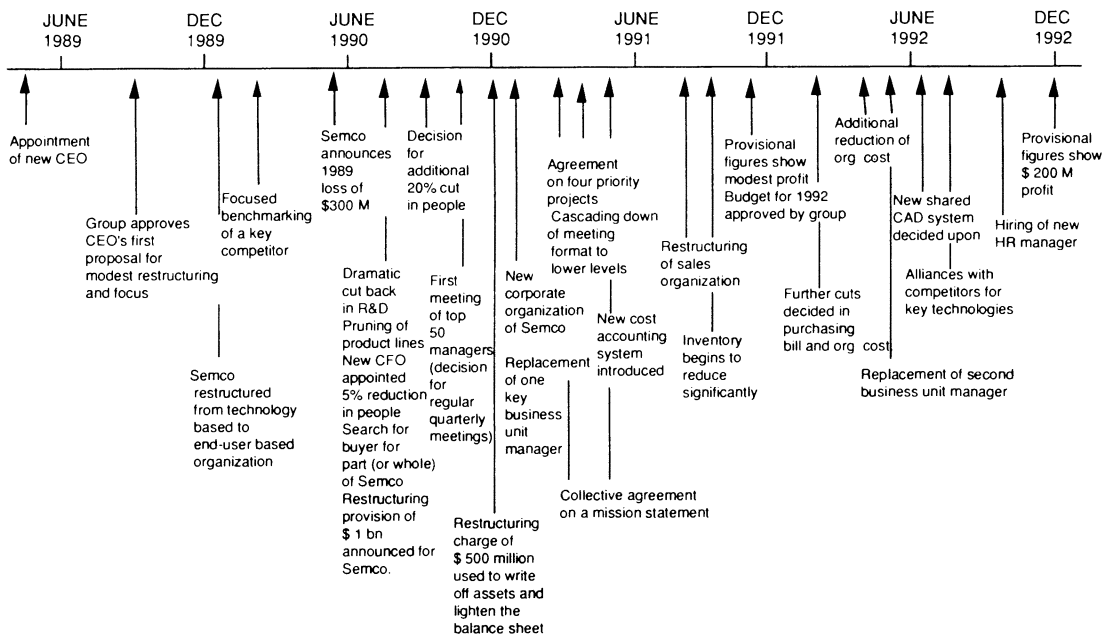 JUNE
1989
DEC
1989
JUNE
1990
DEC
1990
JUNE
1991
DEC
1991
JUNE
1992
DEC
1992
Appointment
of new CEO
Group approves
CEO's first
proposal for
modest restructuring
and focus
Semco
restructured
from technology
based to
end-user based
organization
Focused
benchmarking
of a key
competitor
Semco
announces
1989
loss of
$300 M
Dramatic
cut back
in R&D
Pruning of
product lines
New CFO
appointed
5% reduction
in people
Search for
buyer for
part (or whole)
of Semco
Restructuring
provision of
$ 1 bn
announced for
Semco.
Decision
for
additional
20% cut
in people
First
meeting
of top
50
managers
(decision
for
regular
quarterly
meetings)
Restructuring
charge of
$ 500 million
used to write
off assets and
lighten the
balance sheet
New
corporate
organization
of Semco
Replacement
of one
key
business
unit
manager
Agreement
on four priority
projects
Cascading down
of meeting
format to
lower levels
New cost
accounting
system
introduced
Collective agreement
on a mission statement
Restructuring
of sales
organization
Inventory
begins to
reduce
significantly
Provisional
figures show
modest profit
Budget for 1992
approved by group
Further cuts
decided in
purchasing
bill and org cost
Additional
reduction of
org cost
Replacement of second
business unit manager
New shared
CAD system
decided upon
Alliances with
competitors for
key technologies
Hiring of new
HR manager
Provisional
figures show
$ 200 M
profit